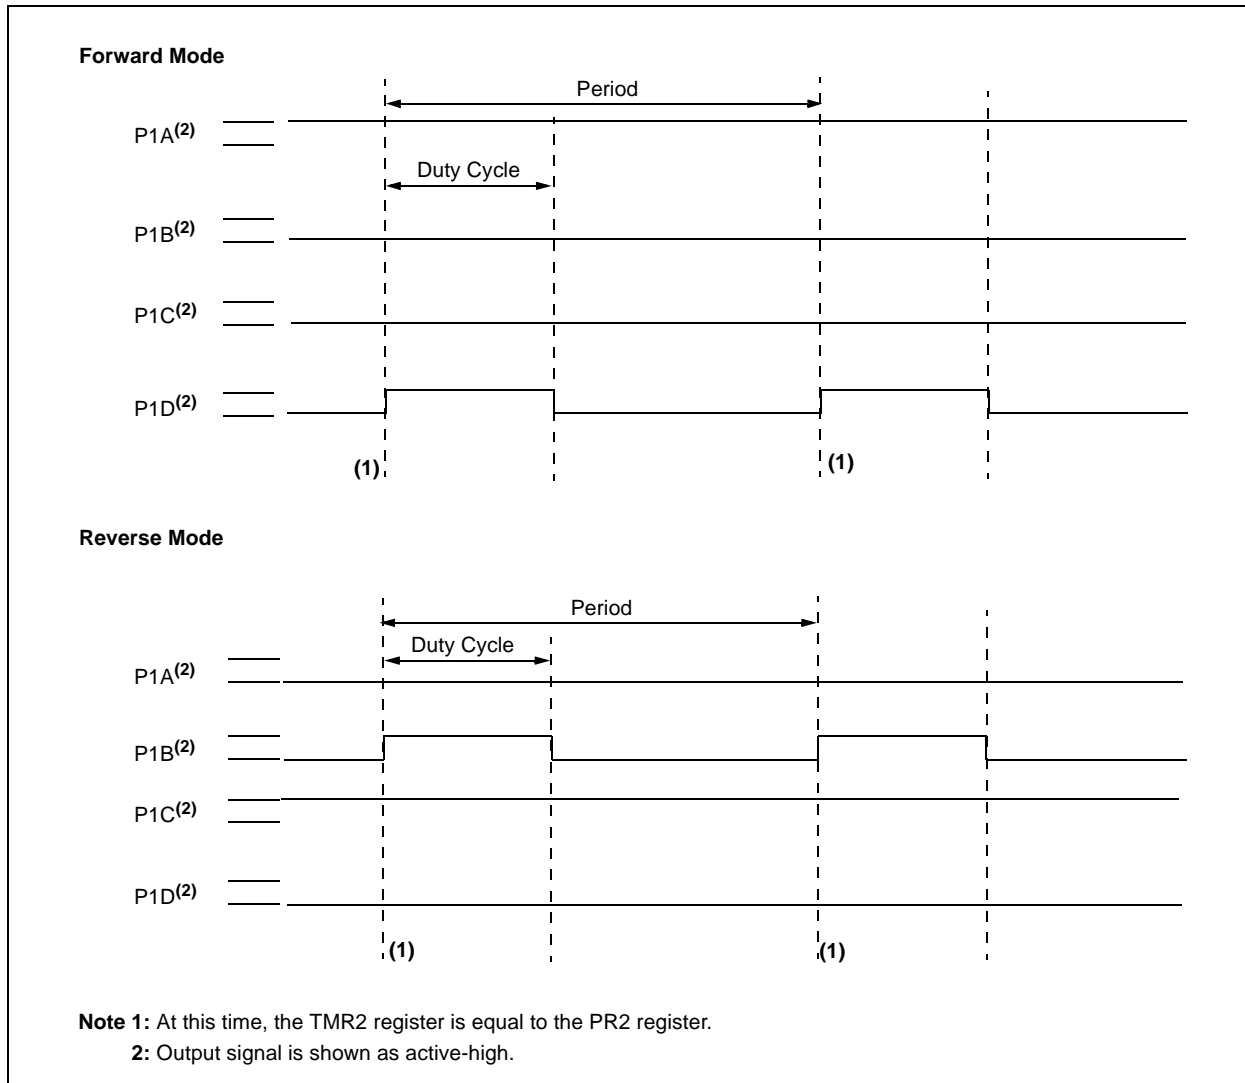 Forward Mode
Period
P1A(2)
Duty Cycle
P1B(2)
P1C(2)
P1D(2)
(1)
(1)
Reverse Mode
Period
Duty Cycle
P1A(2)
P1B(2)
P1C(2)
P1D(2)
(1)
(1)
Note 1: At this time, the TMR2 register is equal to the PR2 register.
2: Output signal is shown as active-high.